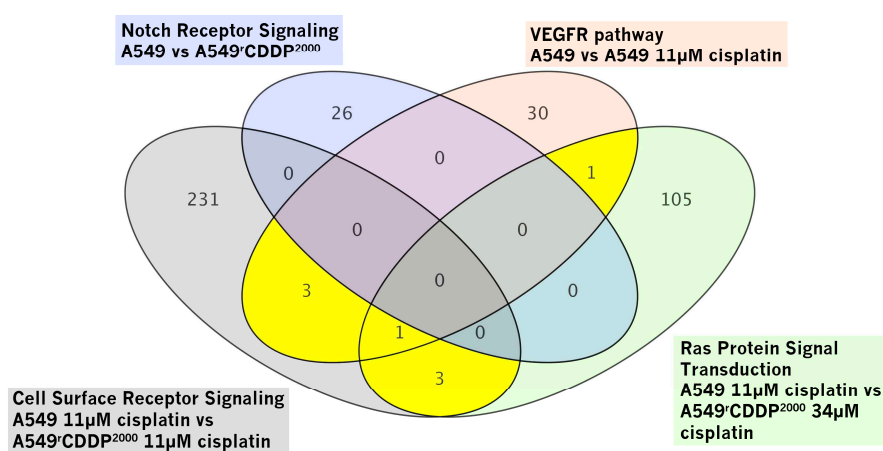 Notch Receptor Signaling
A549 vs A549ʳCDDP²⁰⁰⁰
VEGFR pathway
A549 vs A549 11µM cisplatin
26
30
0
0
1
231
105
0
0
0
3
0
1
0
3
Cell Surface Receptor Signaling
A549 11µM cisplatin vs
A549ʳCDDP²⁰⁰⁰ 11µM cisplatin
Ras Protein Signal
Transduction
A549 11µM cisplatin vs
A549ʳCDDP²⁰⁰⁰ 34µM
cisplatin